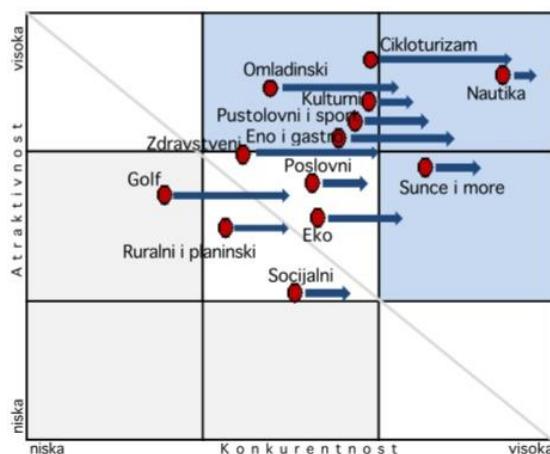 visoka
Cikloturizam
Omladinski
Nautika
Kulturni
Pustolovni i sport
Eno i gastro
Zdravstveni
Poslovni
Sunce i more
Golf
Atraktivnost
Eko
Ruralni i planinski
Socijalni
niska
niska
Konkurentnost
visoka